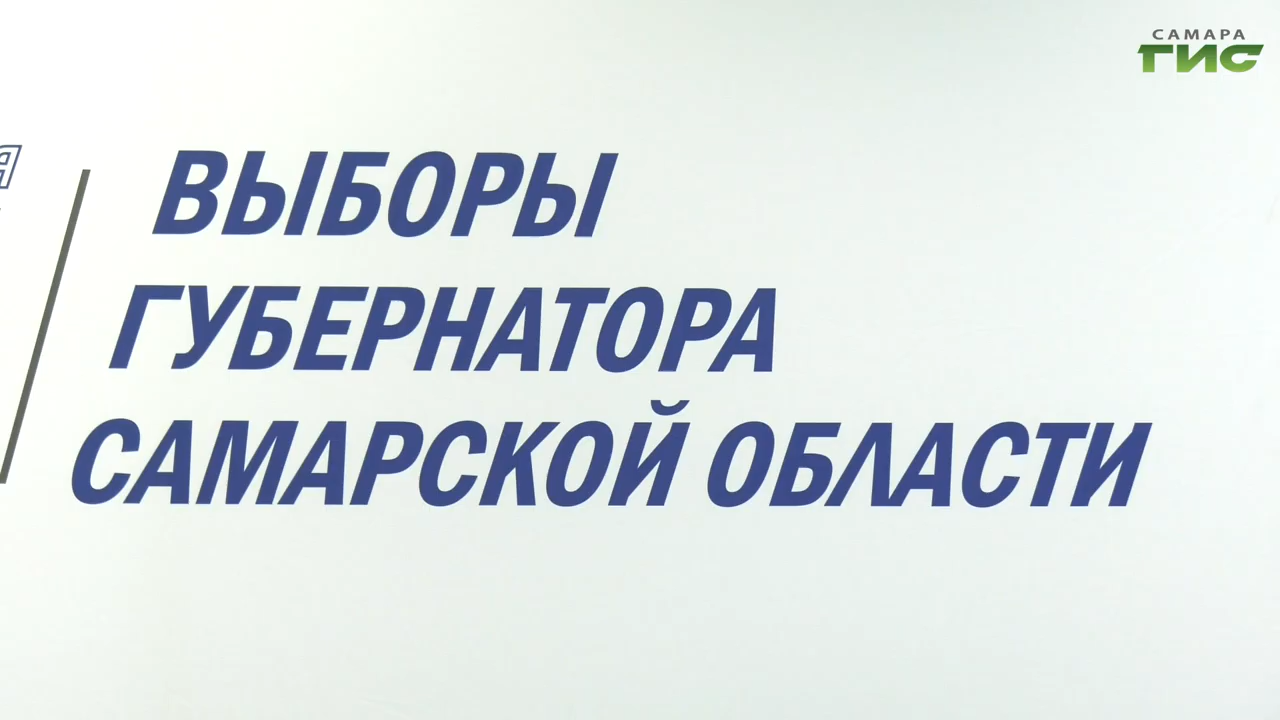 САМАРА
ГИС
ВЫБОРЫ
ГУБЕРНАТОРА
САМАРСКОЙ ОБЛАСТИ